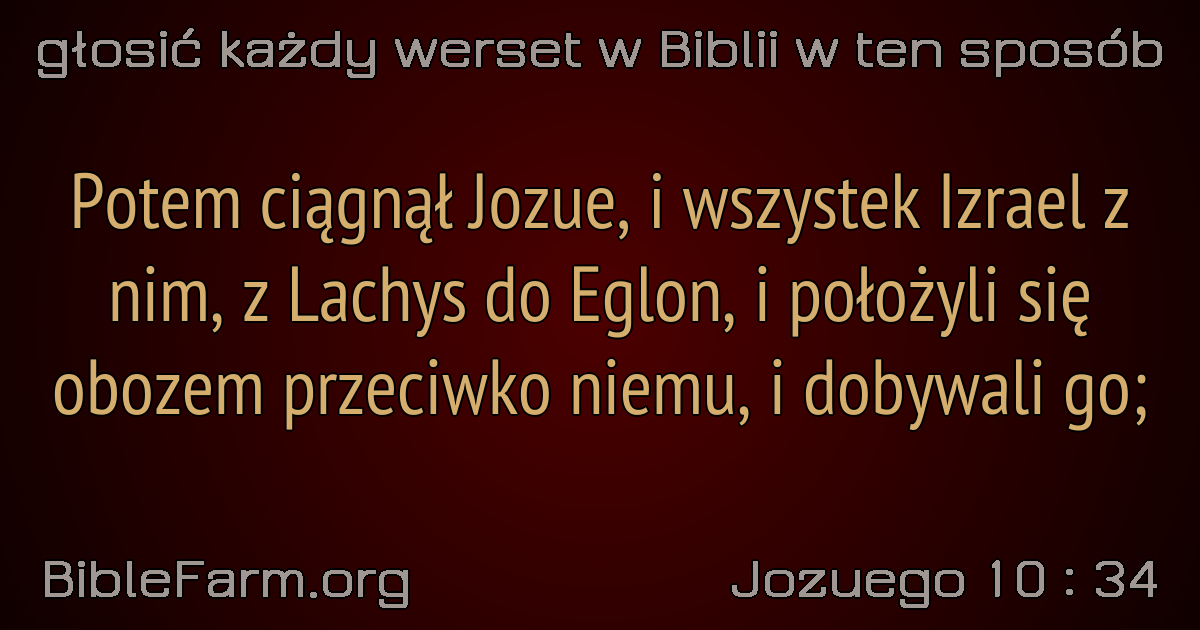 głosić każdy werset w Biblii w ten sposób
Potem ciągnął Jozue, i wszystek Izrael z
nim, z Lachys do Eglon, i położyli się
obozem przeciwko niemu, i dobywali go;
BibleFarm.org
Jozuego 10 : 34